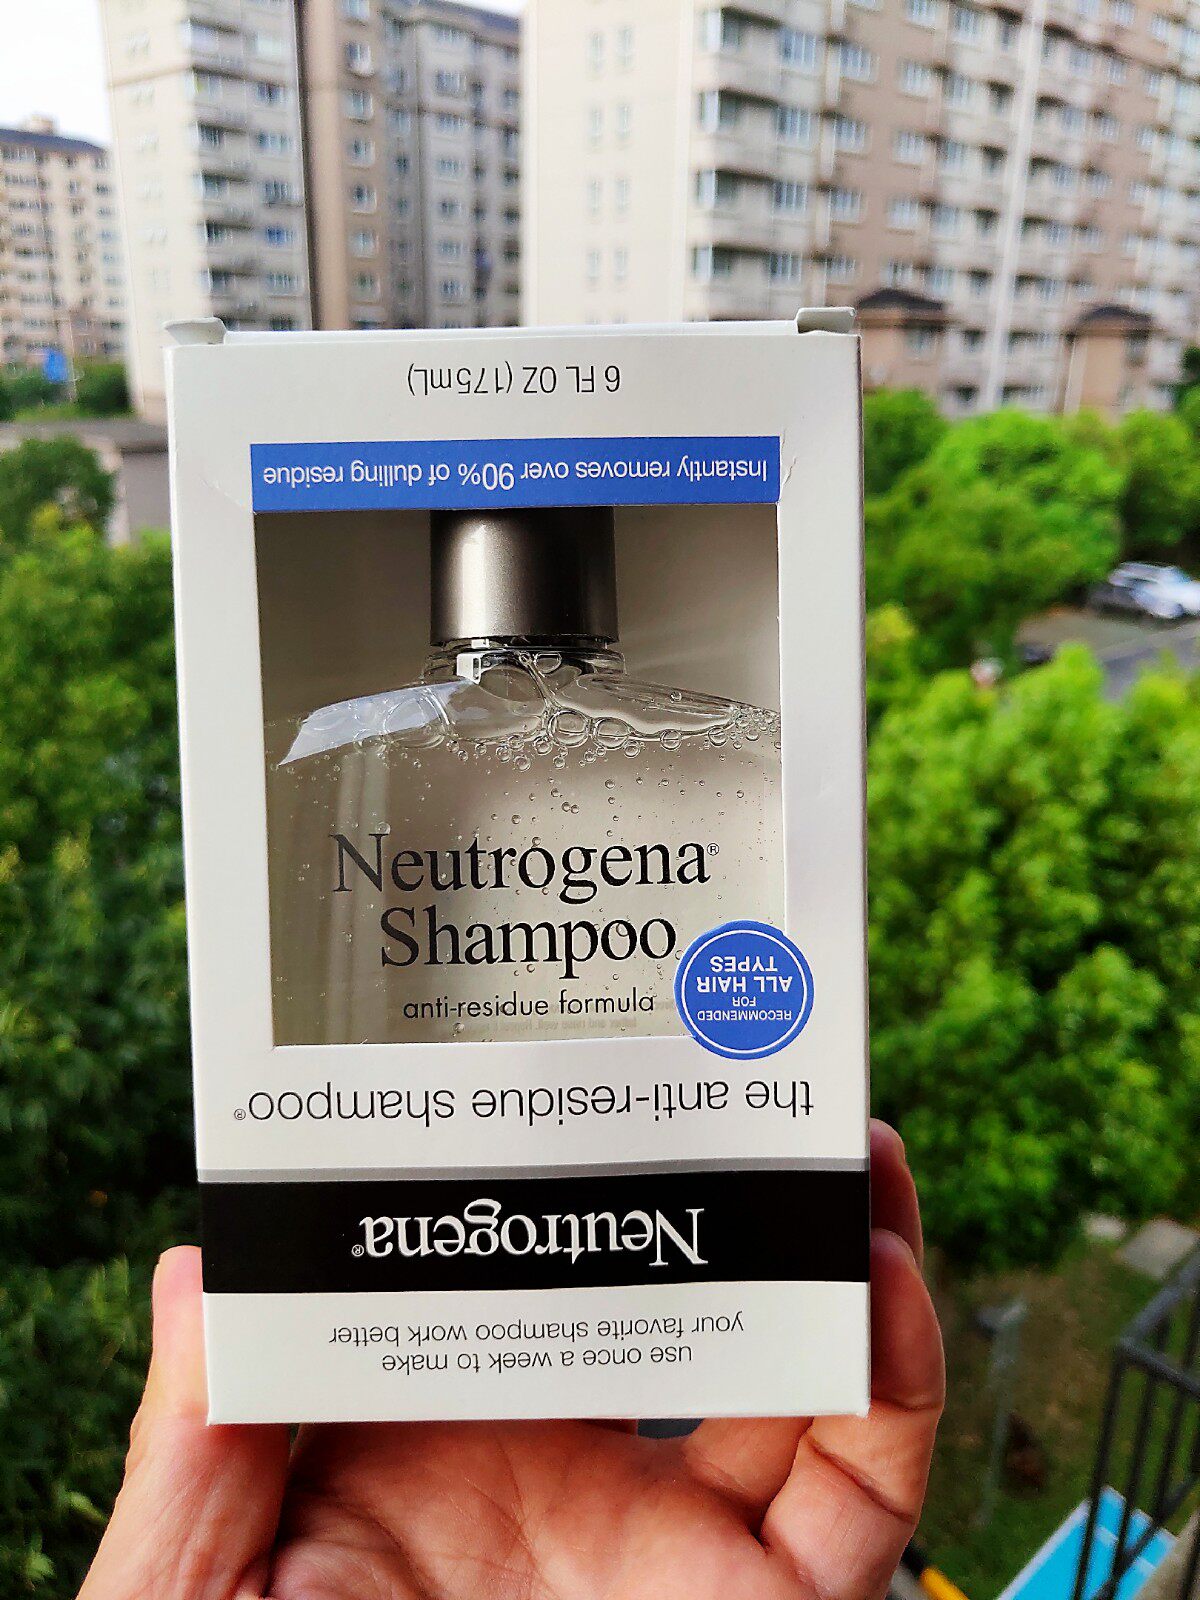 use once a week to make
your favorite shampoo work better
Neutrogena®
the anti-residue shampoo®
RECOMMENDED
FOR
ALL HAIR
TYPES
Instantly removes over 90% of dulling residue
6 FL OZ (175mL)
Neutrogena®
Shampoo
anti-residue formula